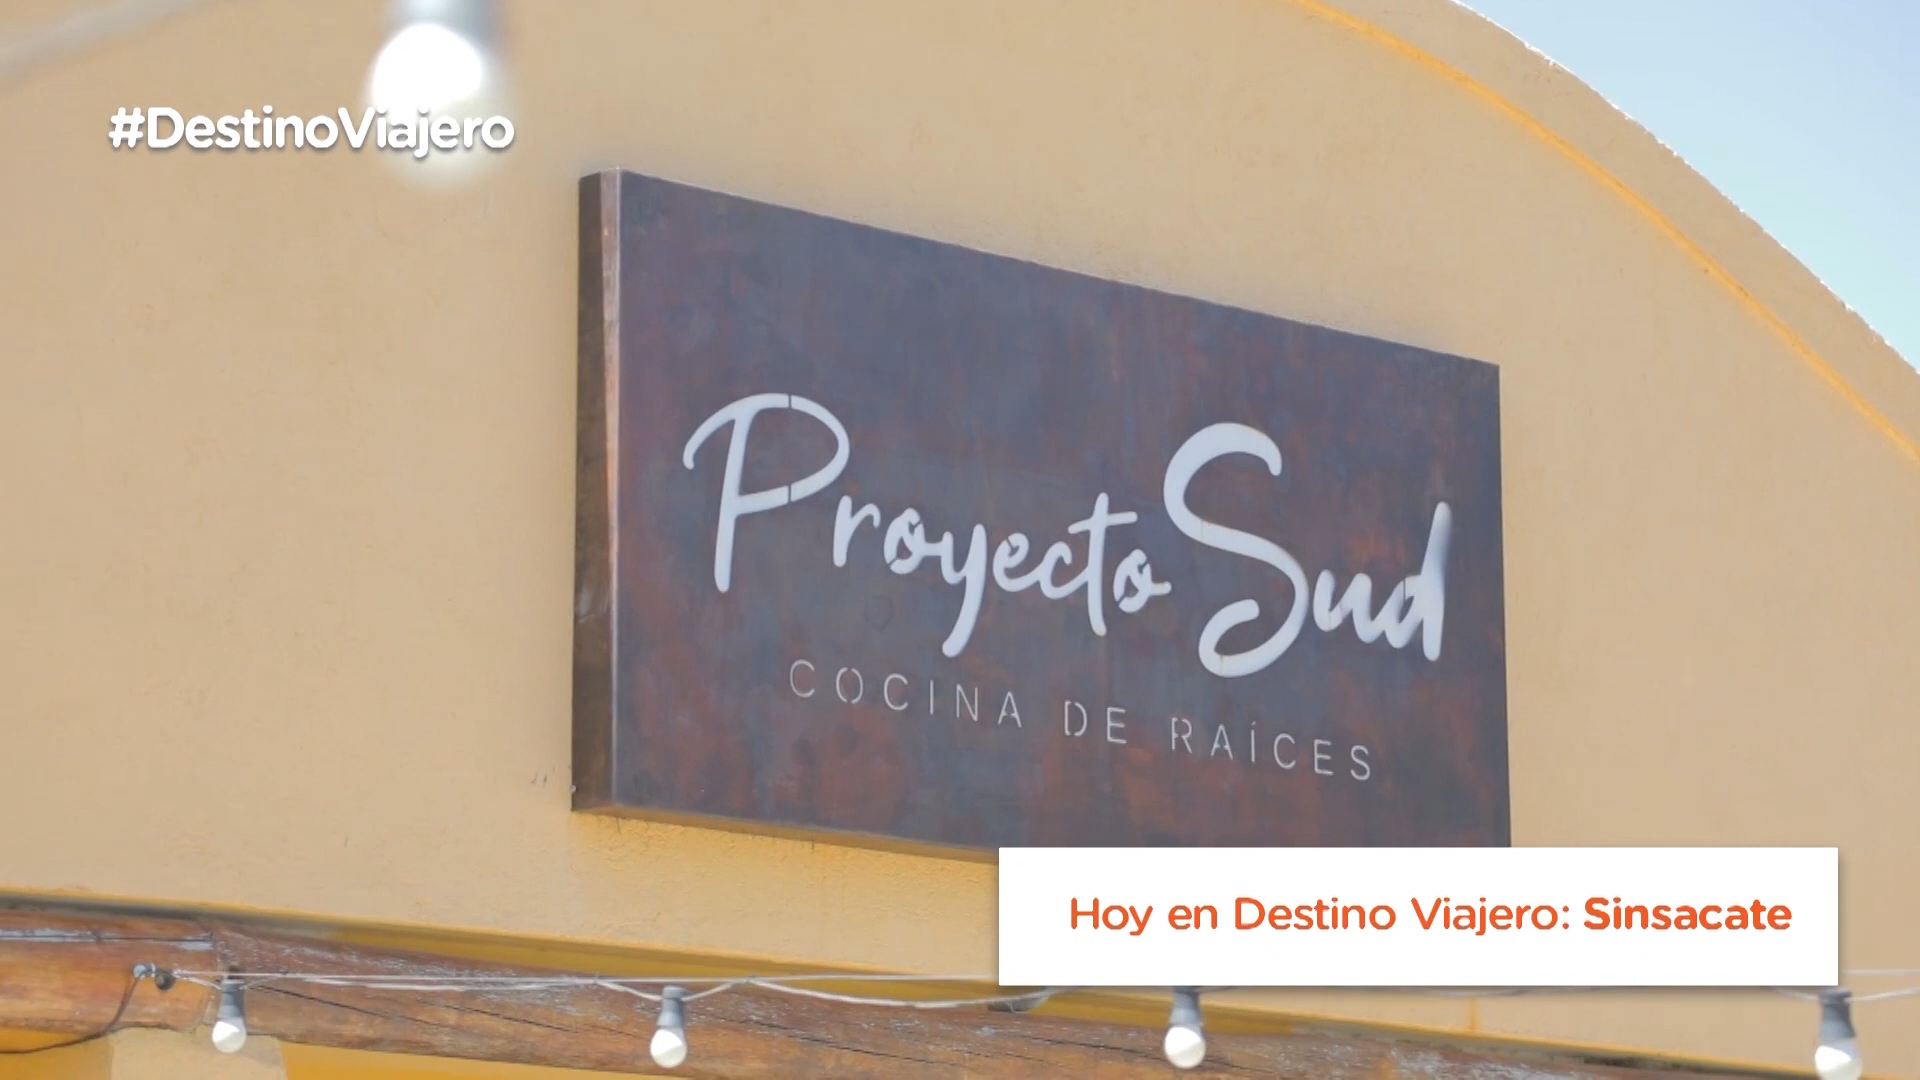 #DestinoViajero
Proyecto Sud
COCINA DE RAÍCES
Hoy en Destino Viajero: Sinsacate